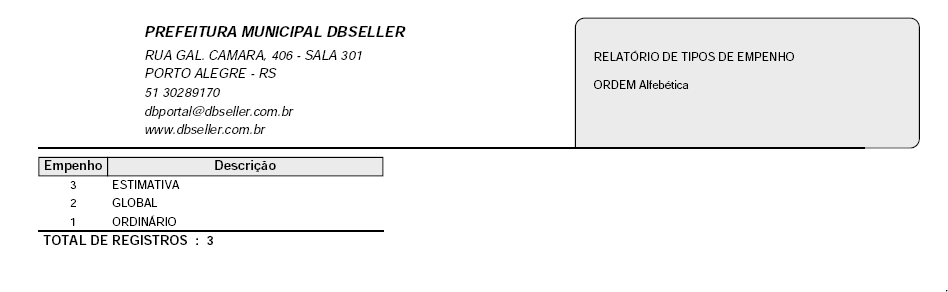 PREFEITURA MUNICIPAL DBSELLER
RUA GAL. CAMARA, 406 - SALA 301
PORTO ALEGRE - RS
51 30289170
dbportal@dbseller.com.br
www.dbseller.com.br
RELATÓRIO DE TIPOS DE EMPENHO
ORDEM Alfebética
Empenho Descrição
3 ESTIMATIVA
2 GLOBAL
1 ORDINÁRIO
TOTAL DE REGISTROS : 3